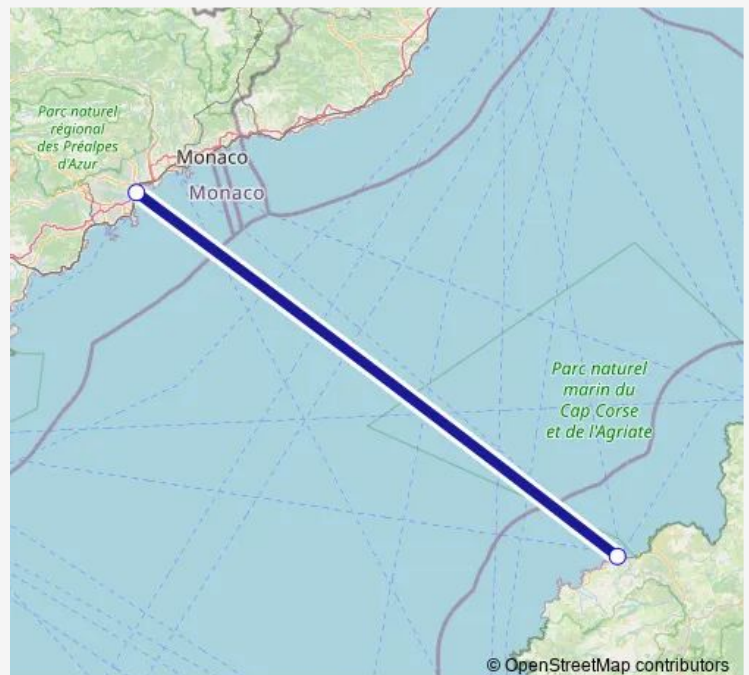 Parc naturel
régional
des Préalpes
d'Azur
Monaco
Monaco
Parc naturel
marin du
Cap Corse
et de l'Agriate
© OpenStreetMap contributors